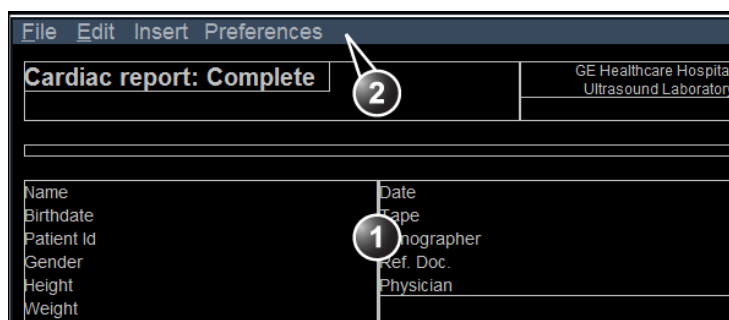 File Edit Insert Preferences
Cardiac report: Complete
GE Healthcare Hospita
Ultrasound Laboratory
2
Name
Birthdate
Patient Id
Gender
Height
Weight
Date
Tape
nographer
Ref. Doc.
Physician
1